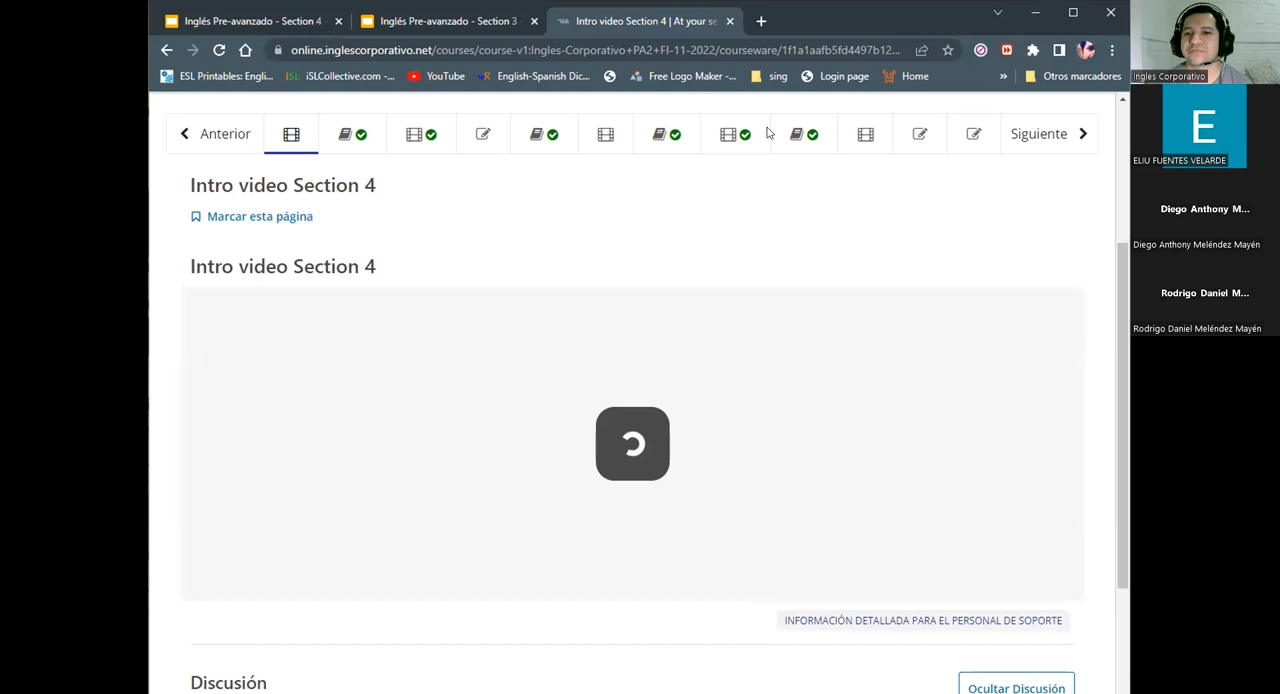 Inglés Pre-avanzado - Section 4
Inglés Pre-avanzado - Section 3
Intro video Section 4 | At your se
online.inglescorporativo.net/courses/course-v1:Ingles-Corporativo+PA2+FI-11-2022/courseware/1f1a1aafb5fd4497b12...
ESL Printables: Engli...
iSLCollective.com -...
YouTube
English-Spanish Dic...
Free Logo Maker -...
sing
Login page
Home
»
Otros marcadores
Anterior
Siguiente
Intro video Section 4
Marcar esta página
Intro video Section 4
INFORMACIÓN DETALLADA PARA EL PERSONAL DE SOPORTE
Discusión
Ocultar Discusión
Ingles Corporativo
E
ELIU FUENTES VELARDE
Diego Anthony M...
Diego Anthony Meléndez Mayén
Rodrigo Daniel M...
Rodrigo Daniel Meléndez Mayén